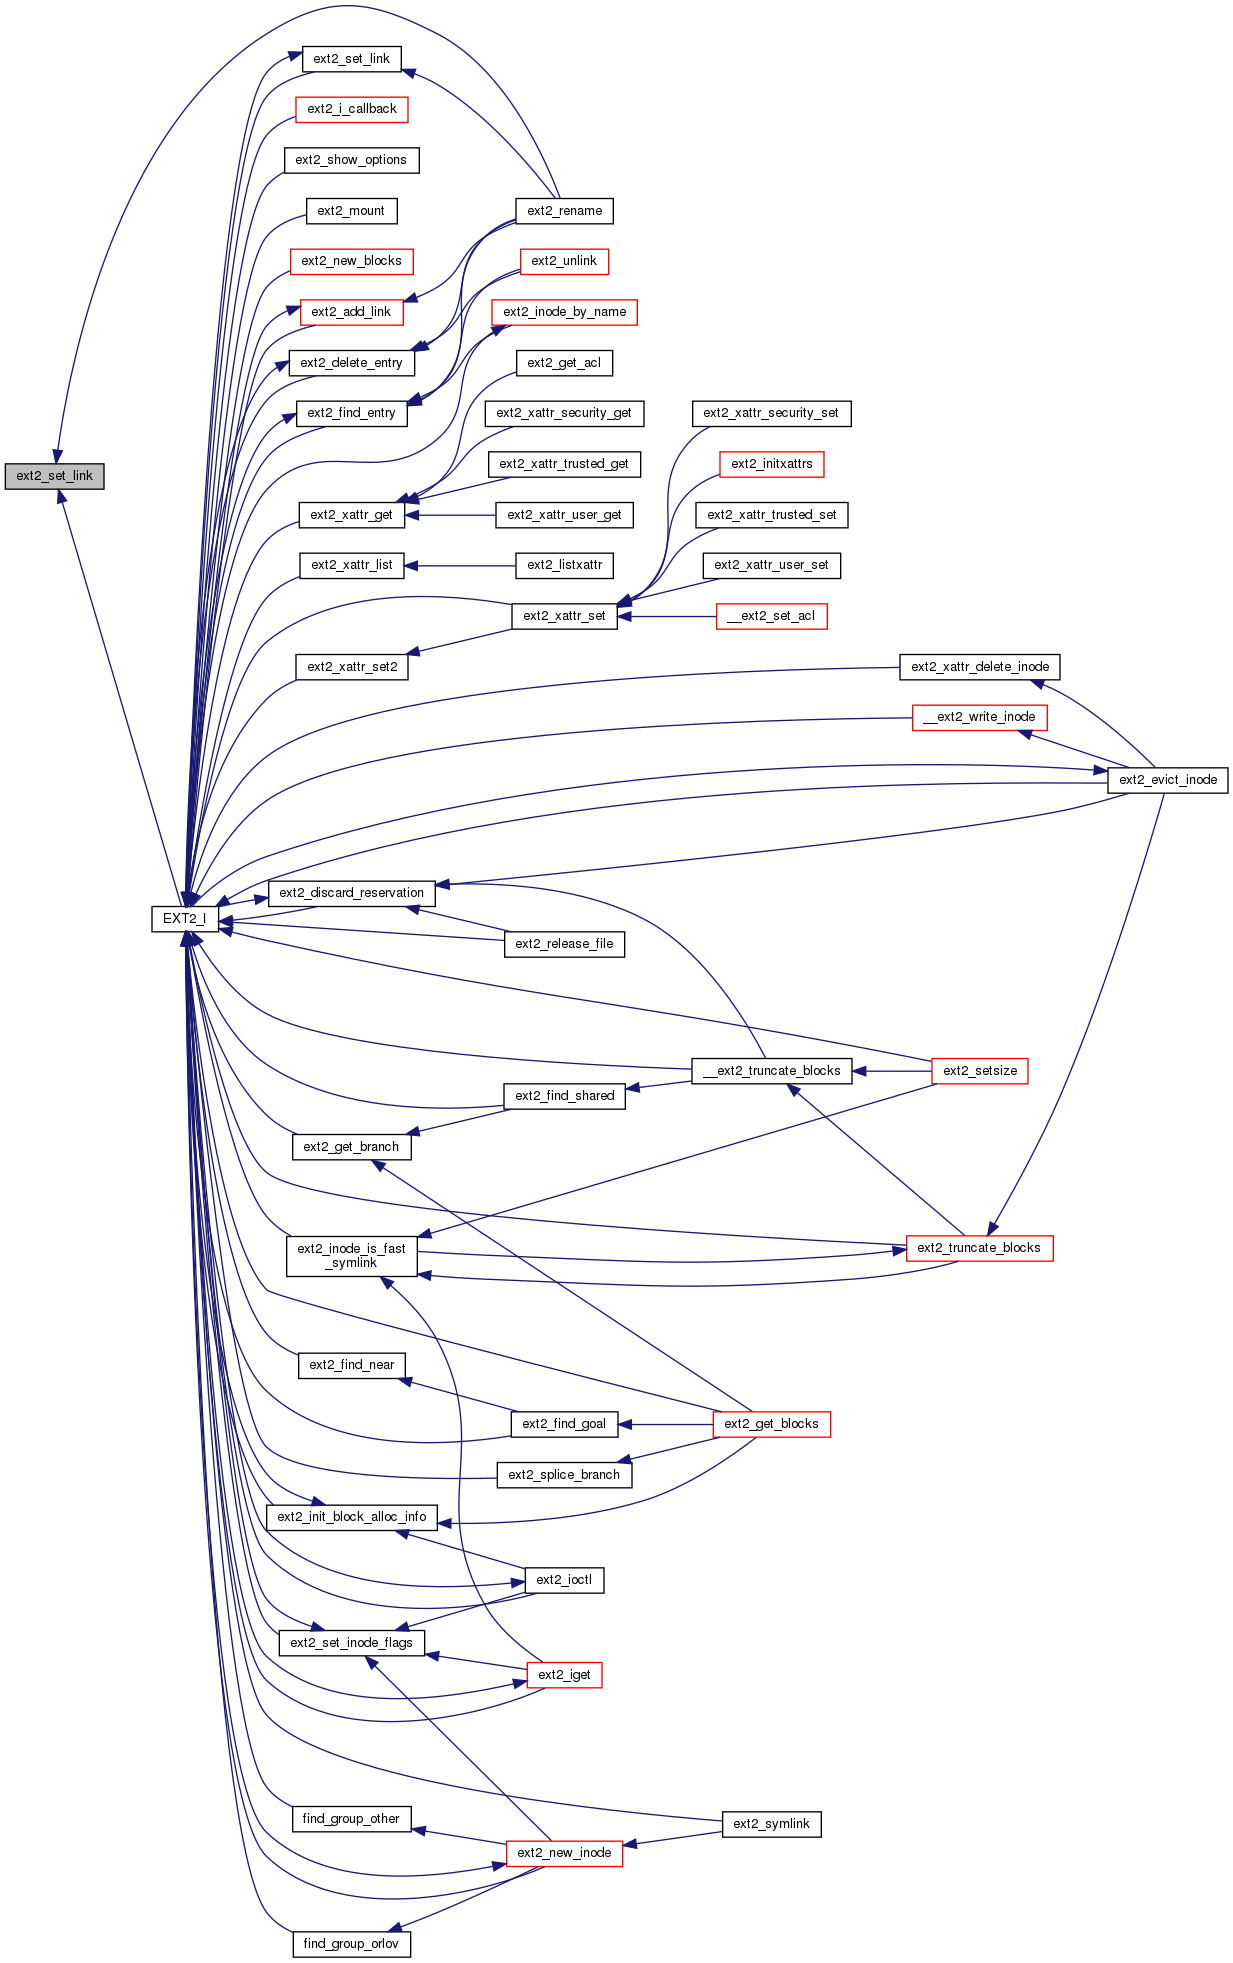 ext2_set_link
ext2_i_callback
ext2_show_options
ext2_mount
ext2_rename
ext2_new_blocks
ext2_unlink
ext2_add_link
ext2_inode_by_name
ext2_delete_entry
ext2_get_acl
ext2_find_entry
ext2_xattr_security_get
ext2_xattr_security_set
ext2_set_link
ext2_xattr_trusted_get
ext2_initxattrs
ext2_xattr_get
ext2_xattr_user_get
ext2_xattr_trusted_set
ext2_xattr_list
ext2_listxattr
ext2_xattr_user_set
ext2_xattr_set
__ext2_set_acl
ext2_xattr_set2
ext2_xattr_delete_inode
__ext2_write_inode
ext2_evict_inode
ext2_discard_reservation
EXT2_I
ext2_release_file
__ext2_truncate_blocks
ext2_setsize
ext2_find_shared
ext2_get_branch
ext2_inode_is_fast
_symlink
ext2_truncate_blocks
ext2_find_near
ext2_find_goal
ext2_get_blocks
ext2_splice_branch
ext2_init_block_alloc_info
ext2_ioctl
ext2_set_inode_flags
ext2_iget
find_group_other
ext2_symlink
ext2_new_inode
find_group_orlov